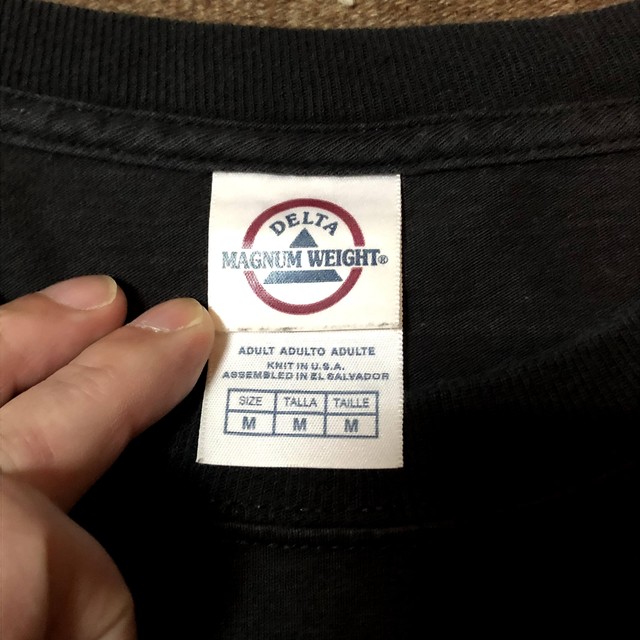 DELTA
MAGNUM WEIGHT®
ADULT ADULTO ADULTE
KNIT IN U.S.A.
ASSEMBLED IN EL SALVADOR
SIZE TALLA TAILLE
M M M